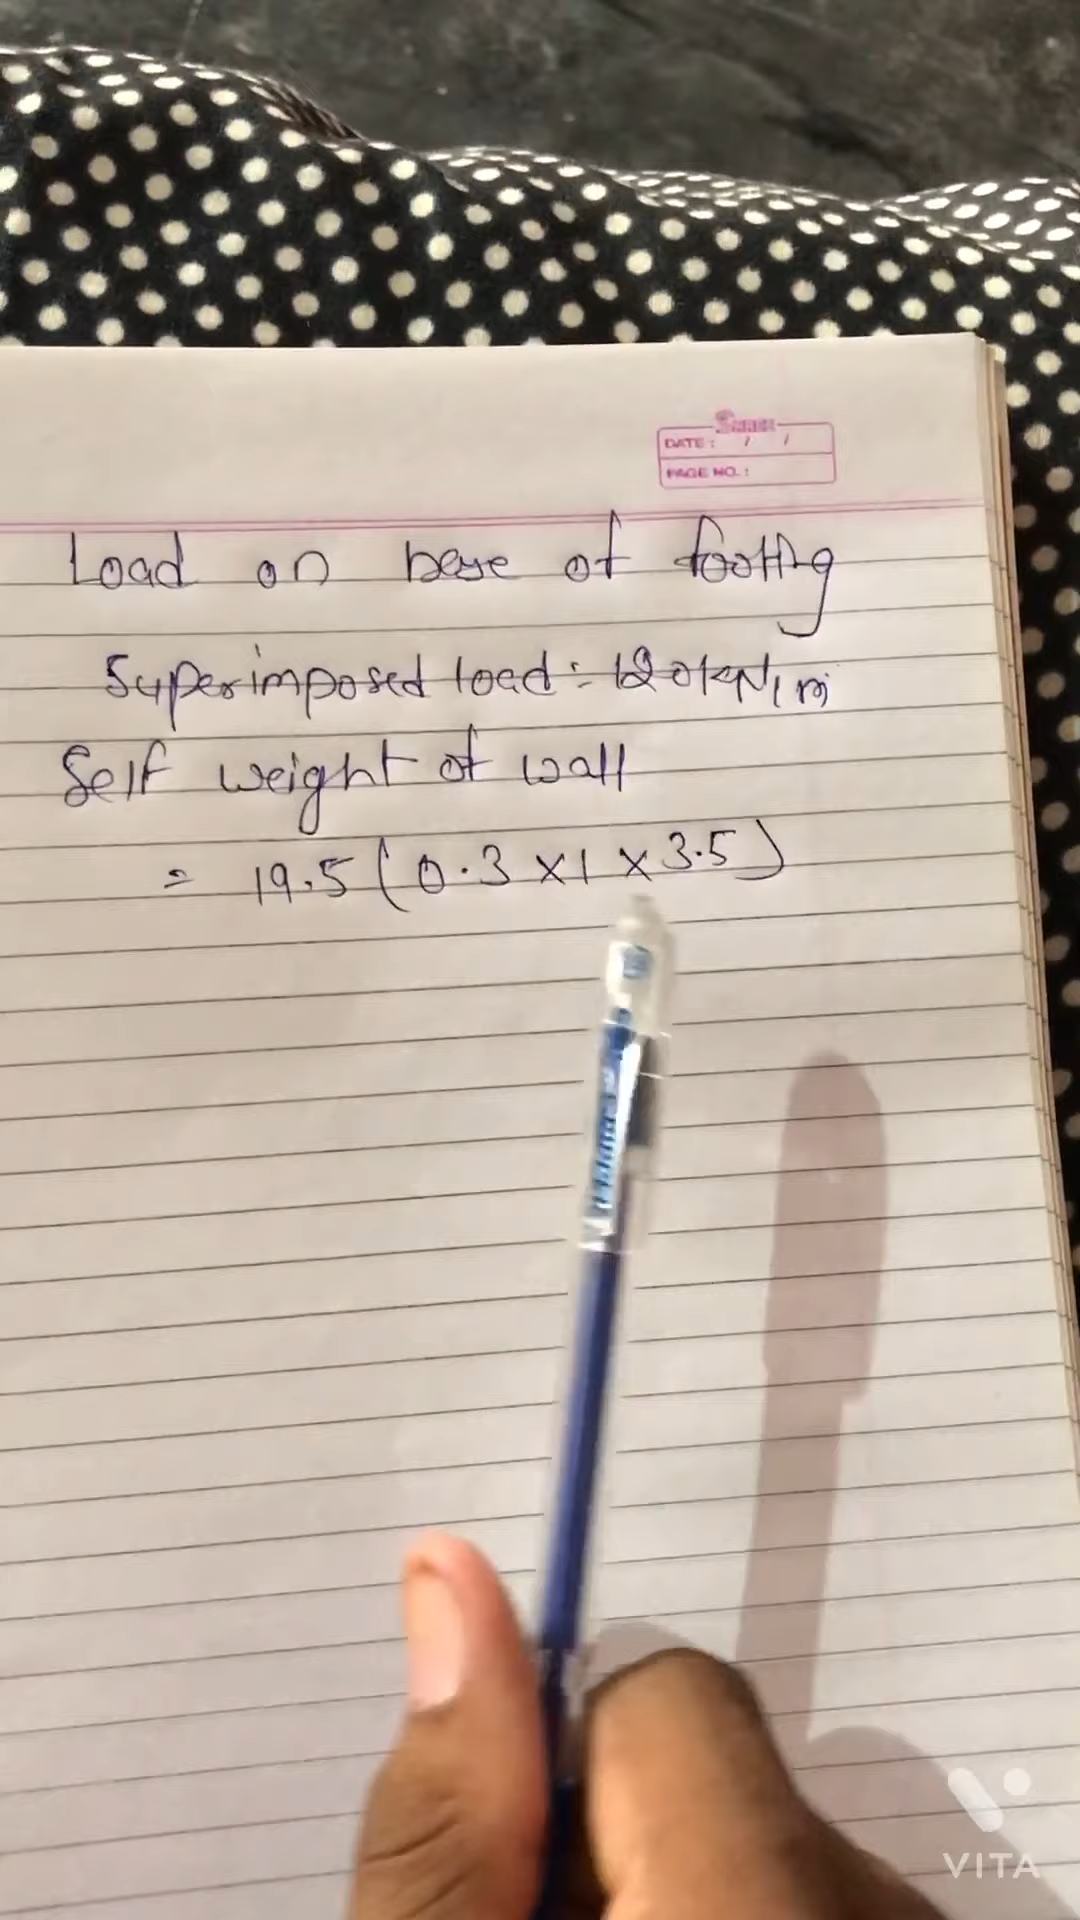 DATE : / /
PAGE NO. :
Load on base of footing
Superimposed load = 120 kN/m
Self weight of wall
= 19.5 (0.3 × 1 × 3.5)
VITA